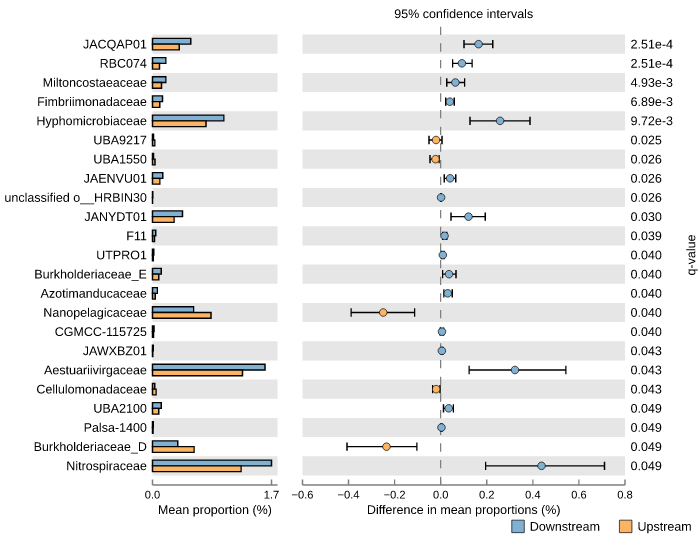 95% confidence intervals
JACQAP01 2.51e-4
RBC074 2.51e-4
Miltoncostaeaceae 4.93e-3
Fimbriimonadaceae 6.89e-3
Hyphomicrobiaceae 9.72e-3
UBA9217 0.025
UBA1550 0.026
JAENVU01 0.026
unclassified o__HRBIN30 0.026
JANYDT01 0.030
F11 0.039
UTPRO1 0.040
Burkholderiaceae_E 0.040
Azotimanducaceae 0.040
Nanopelagicaceae 0.040
CGMCC-115725 0.040
JAWXBZ01 0.043
Aestuariivirgaceae 0.043
Cellulomonadaceae 0.043
UBA2100 0.049
Palsa-1400 0.049
Burkholderiaceae_D 0.049
Nitrospiraceae 0.049
q-value
0.0 1.7 −0.6 −0.4 −0.2 0.0 0.2 0.4 0.6 0.8
Mean proportion (%) Difference in mean proportions (%)
Downstream Upstream